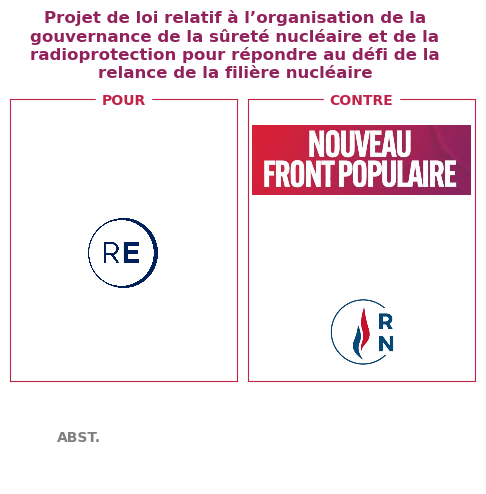 Projet de loi relatif à l’organisation de la
gouvernance de la sûreté nucléaire et de la
radioprotection pour répondre au défi de la
relance de la filière nucléaire
POUR
CONTRE
NOUVEAU
FRONT POPULAIRE
RE
R
N
ABST.